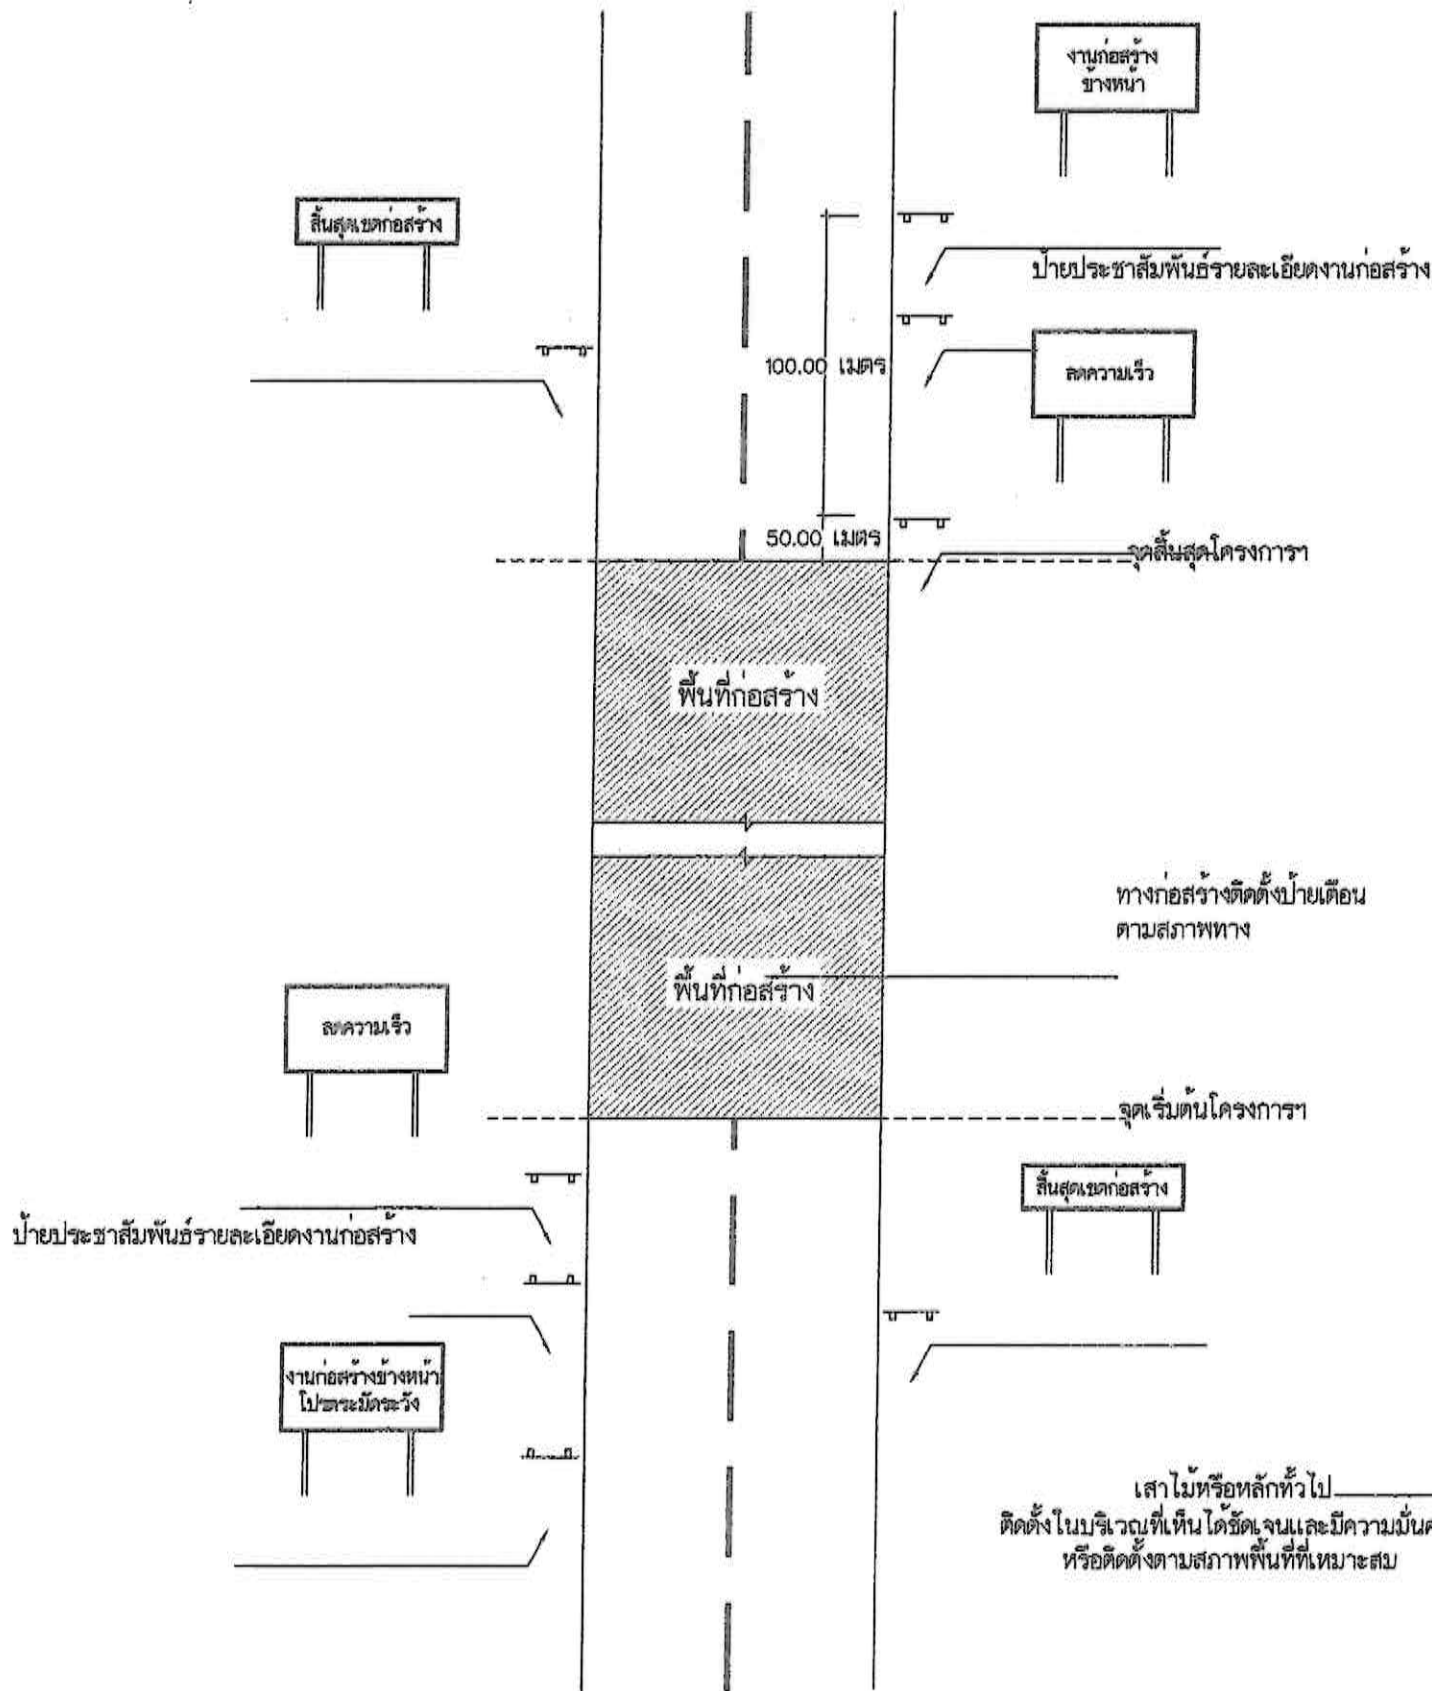 งานก่อสร้าง
ข้างหน้า
สิ้นสุดเขตก่อสร้าง
ป้ายประชาสัมพันธ์รายละเอียดงานก่อสร้าง
100.00 เมตร
ลดความเร็ว
50.00 เมตร
จุดสิ้นสุดโครงการฯ
พื้นที่ก่อสร้าง
ทางก่อสร้างติดตั้งป้ายเตือน
ตามสภาพทาง
พื้นที่ก่อสร้าง
ลดความเร็ว
จุดเริ่มต้นโครงการฯ
สิ้นสุดเขตก่อสร้าง
ป้ายประชาสัมพันธ์รายละเอียดงานก่อสร้าง
งานก่อสร้างข้างหน้า
โปรดระมัดระวัง
เสาไม้หรือหลักทั่วไป
ติดตั้งในบริเวณที่เห็นได้ชัดเจนและมีความมั่นค
หรือติดตั้งตามสภาพพื้นที่ที่เหมาะสม